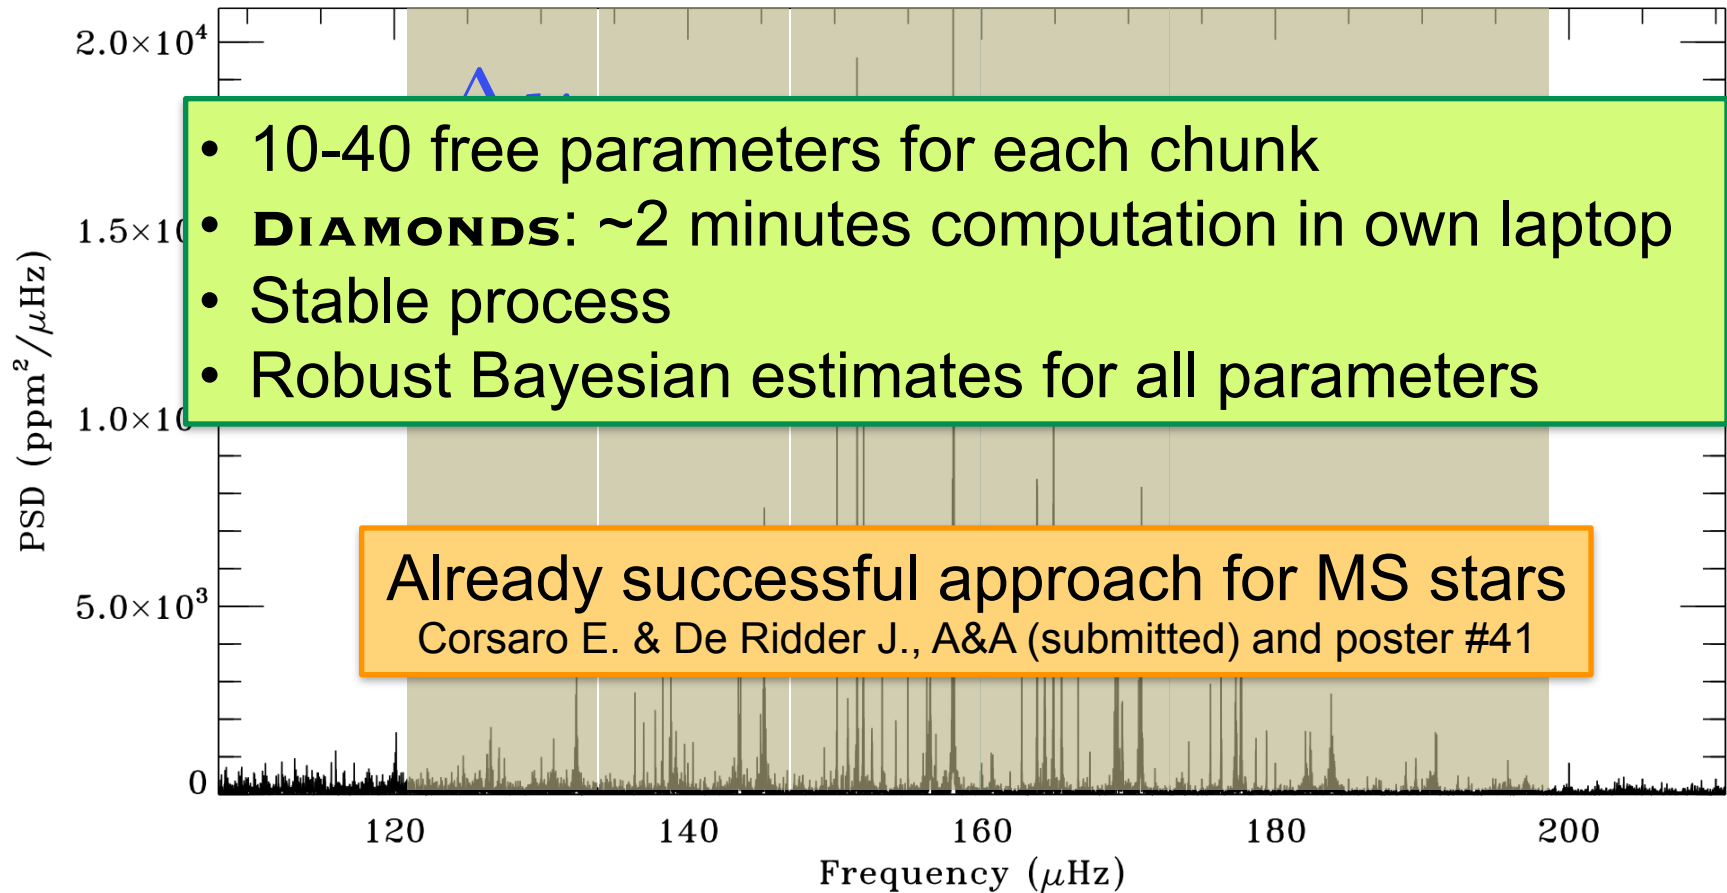 2.0×10⁴
• 10-40 free parameters for each chunk
• DIAMONDS: ~2 minutes computation in own laptop
• Stable process
• Robust Bayesian estimates for all parameters
1.5×10
1.0×10
5.0×10³
0
PSD (ppm²/μHz)
Already successful approach for MS stars
Corsaro E. & De Ridder J., A&A (submitted) and poster #41
120 140 160 180 200
Frequency (μHz)